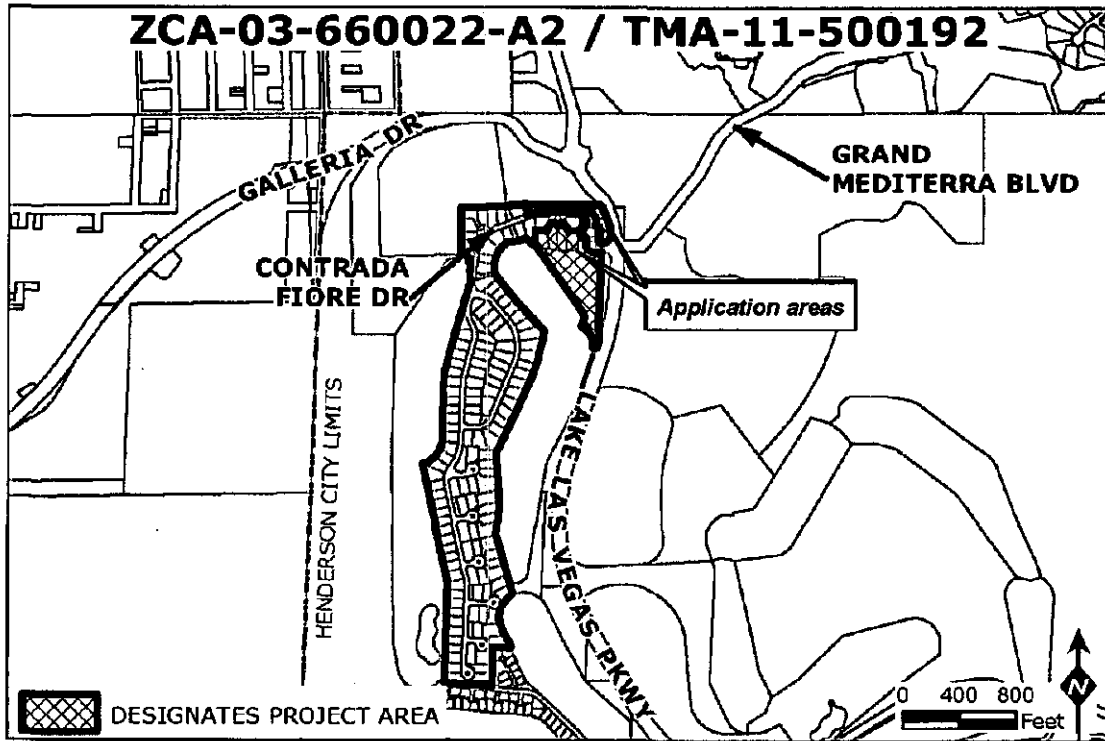 ZCA-03-660022-A2 / TMA-11-500192
GALLERIA DR
GRAND
MEDITERRA BLVD
CONTRADA
FIORE DR
Application areas
HENDERSON CITY LIMITS
LAKE LAS VEGAS PKWY
DESIGNATES PROJECT AREA
0 400 800
Feet
N